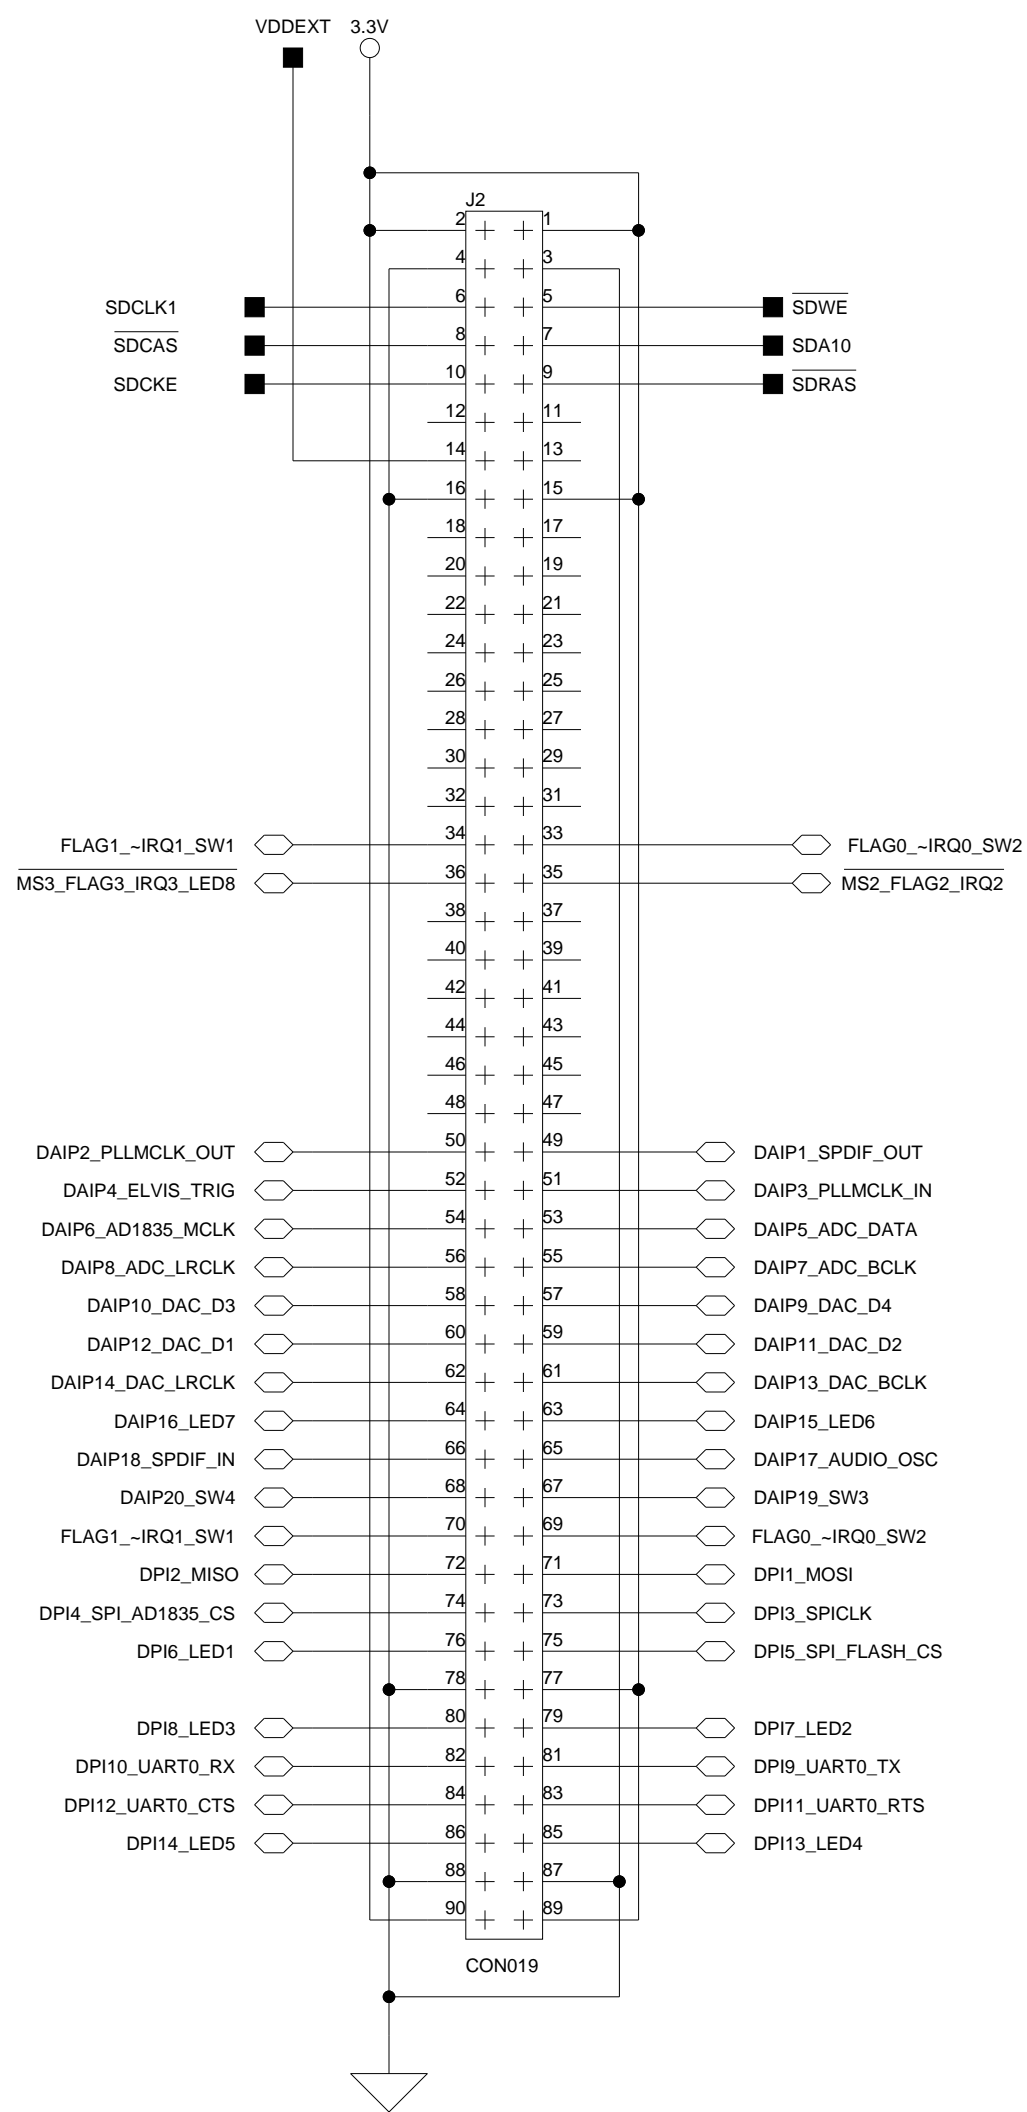 VDDEXT 3.3V
J2
2 1
4 3
SDCLK1 6 5 SDWE
SDCAS 8 7 SDA10
SDCKE 10 9 SDRAS
12 11
14 13
16 15
18 17
20 19
22 21
24 23
26 25
28 27
30 29
32 31
FLAG1_~IRQ1_SW1 34 33 FLAG0_~IRQ0_SW2
MS3_FLAG3_IRQ3_LED8 36 35 MS2_FLAG2_IRQ2
38 37
40 39
42 41
44 43
46 45
48 47
DAIP2_PLLMCLK_OUT 50 49 DAIP1_SPDIF_OUT
DAIP4_ELVIS_TRIG 52 51 DAIP3_PLLMCLK_IN
DAIP6_AD1835_MCLK 54 53 DAIP5_ADC_DATA
DAIP8_ADC_LRCLK 56 55 DAIP7_ADC_BCLK
DAIP10_DAC_D3 58 57 DAIP9_DAC_D4
DAIP12_DAC_D1 60 59 DAIP11_DAC_D2
DAIP14_DAC_LRCLK 62 61 DAIP13_DAC_BCLK
DAIP16_LED7 64 63 DAIP15_LED6
DAIP18_SPDIF_IN 66 65 DAIP17_AUDIO_OSC
DAIP20_SW4 68 67 DAIP19_SW3
FLAG1_~IRQ1_SW1 70 69 FLAG0_~IRQ0_SW2
DPI2_MISO 72 71 DPI1_MOSI
DPI4_SPI_AD1835_CS 74 73 DPI3_SPICLK
DPI6_LED1 76 75 DPI5_SPI_FLASH_CS
78 77
DPI8_LED3 80 79 DPI7_LED2
DPI10_UART0_RX 82 81 DPI9_UART0_TX
DPI12_UART0_CTS 84 83 DPI11_UART0_RTS
DPI14_LED5 86 85 DPI13_LED4
88 87
90 89
CON019